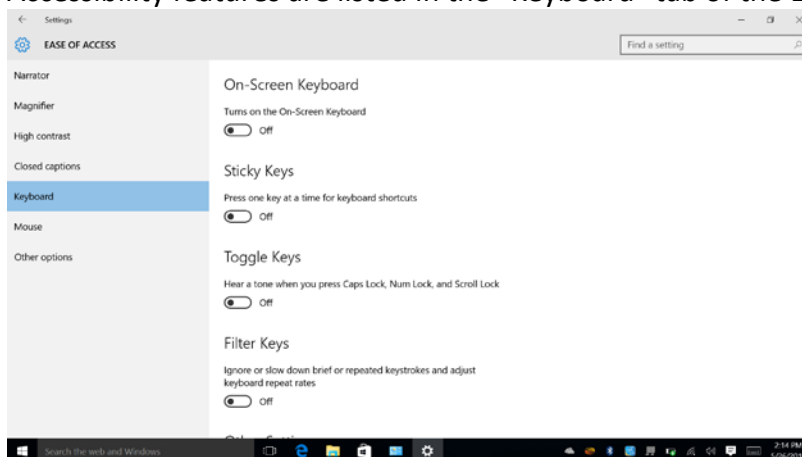 Accessibility features are listed in the "Keyboard" tab of the
Settings
EASE OF ACCESS
Find a setting
Narrator
Magnifier
High contrast
Closed captions
Keyboard
Mouse
Other options
On-Screen Keyboard
Turns on the On-Screen Keyboard
Off
Sticky Keys
Press one key at a time for keyboard shortcuts
Off
Toggle Keys
Hear a tone when you press Caps Lock, Num Lock, and Scroll Lock
Off
Filter Keys
Ignore or slow down brief or repeated keystrokes and adjust
keyboard repeat rates
Off
Search the web and Windows
2:14 PM